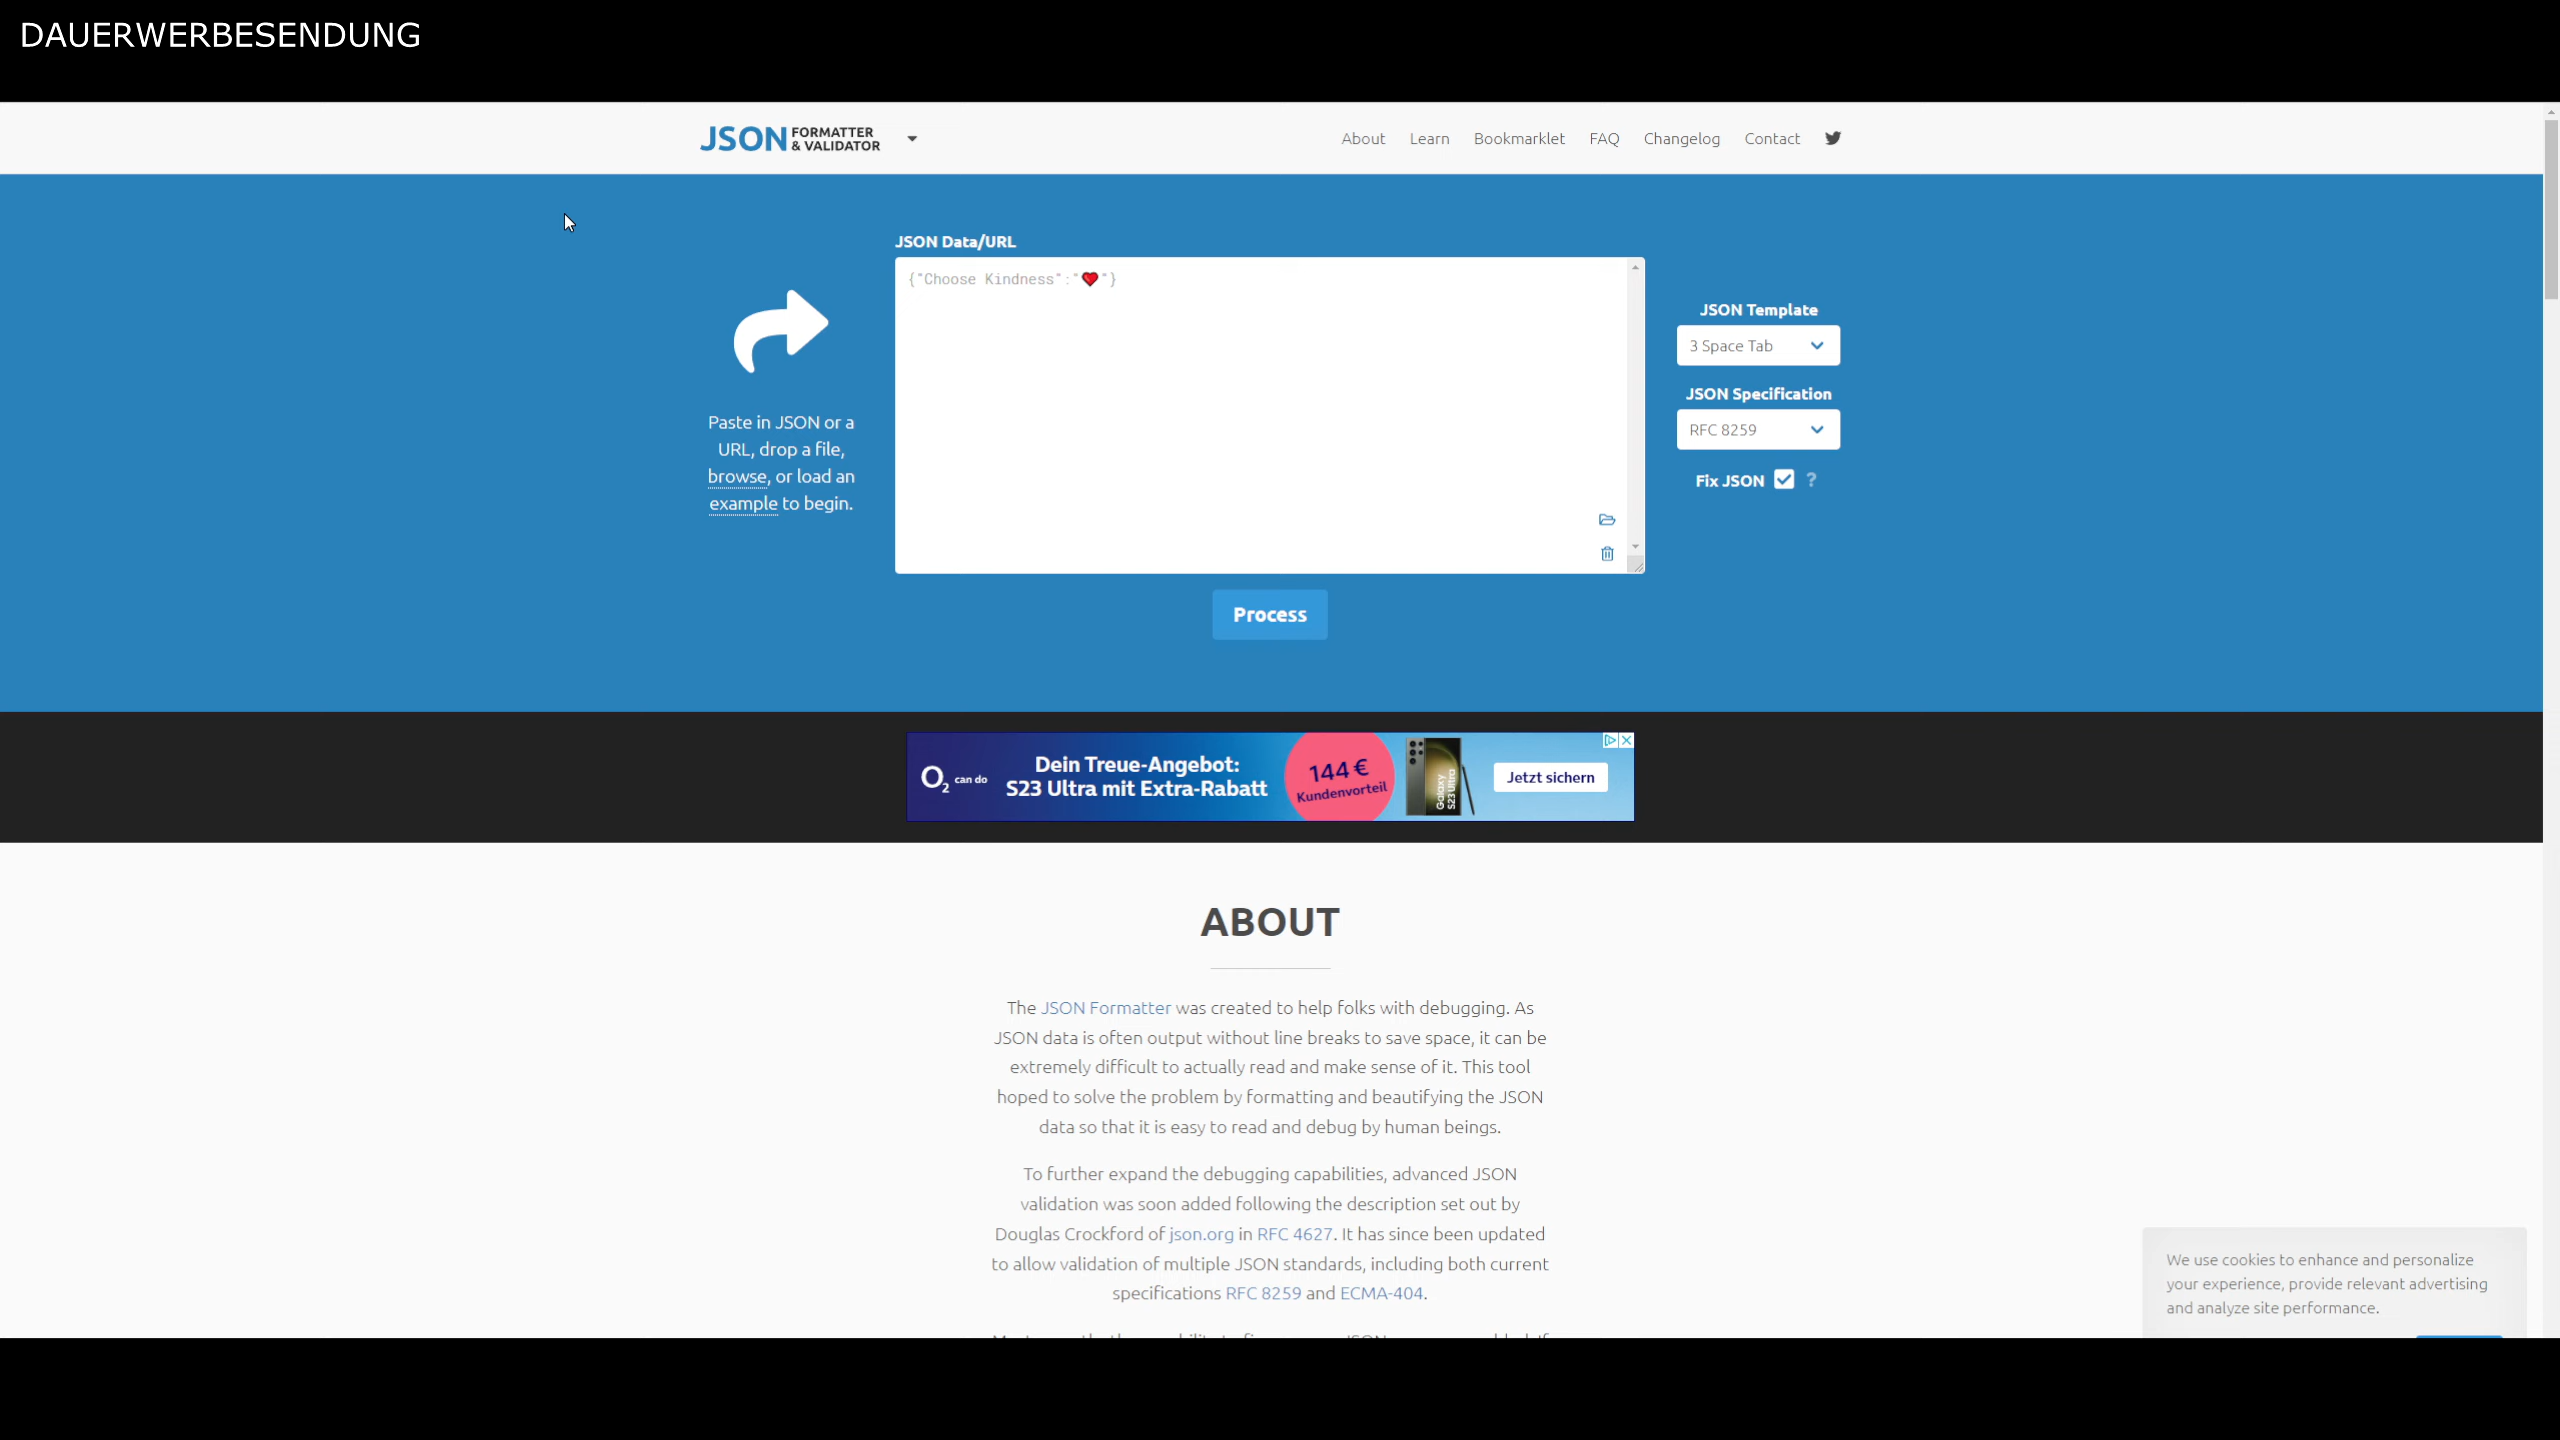 DAUERWERBESENDUNG
JSON FORMATTER & VALIDATOR
About Learn Bookmarklet FAQ Changelog Contact
JSON Data/URL
{"Choose Kindness":"❤"}
Paste in JSON or a
URL, drop a file,
browse, or load an
example to begin.
JSON Template
3 Space Tab
JSON Specification
RFC 8259
Fix JSON ?
Process
O2 can do
Dein Treue-Angebot:
S23 Ultra mit Extra-Rabatt
144 €
Kundenvorteil
Galaxy
S23 Ultra
Jetzt sichern
ABOUT
The JSON Formatter was created to help folks with debugging. As
JSON data is often output without line breaks to save space, it can be
extremely difficult to actually read and make sense of it. This tool
hoped to solve the problem by formatting and beautifying the JSON
data so that it is easy to read and debug by human beings.
To further expand the debugging capabilities, advanced JSON
validation was soon added following the description set out by
Douglas Crockford of json.org in RFC 4627. It has since been updated
to allow validation of multiple JSON standards, including both current
specifications RFC 8259 and ECMA-404.
We use cookies to enhance and personalize
your experience, provide relevant advertising
and analyze site performance.